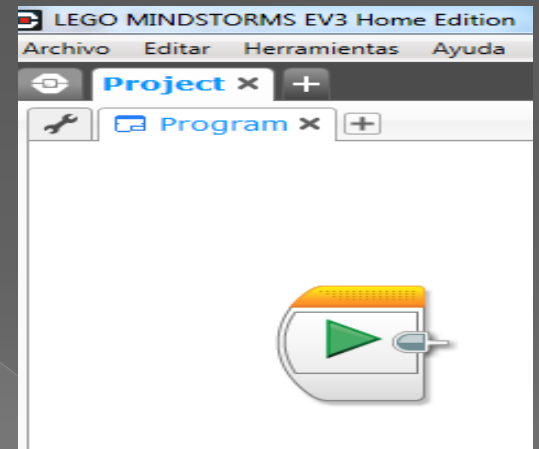 LEGO MINDSTORMS EV3 Home Edition
Archivo Editar Herramientas Ayuda
Project
Program